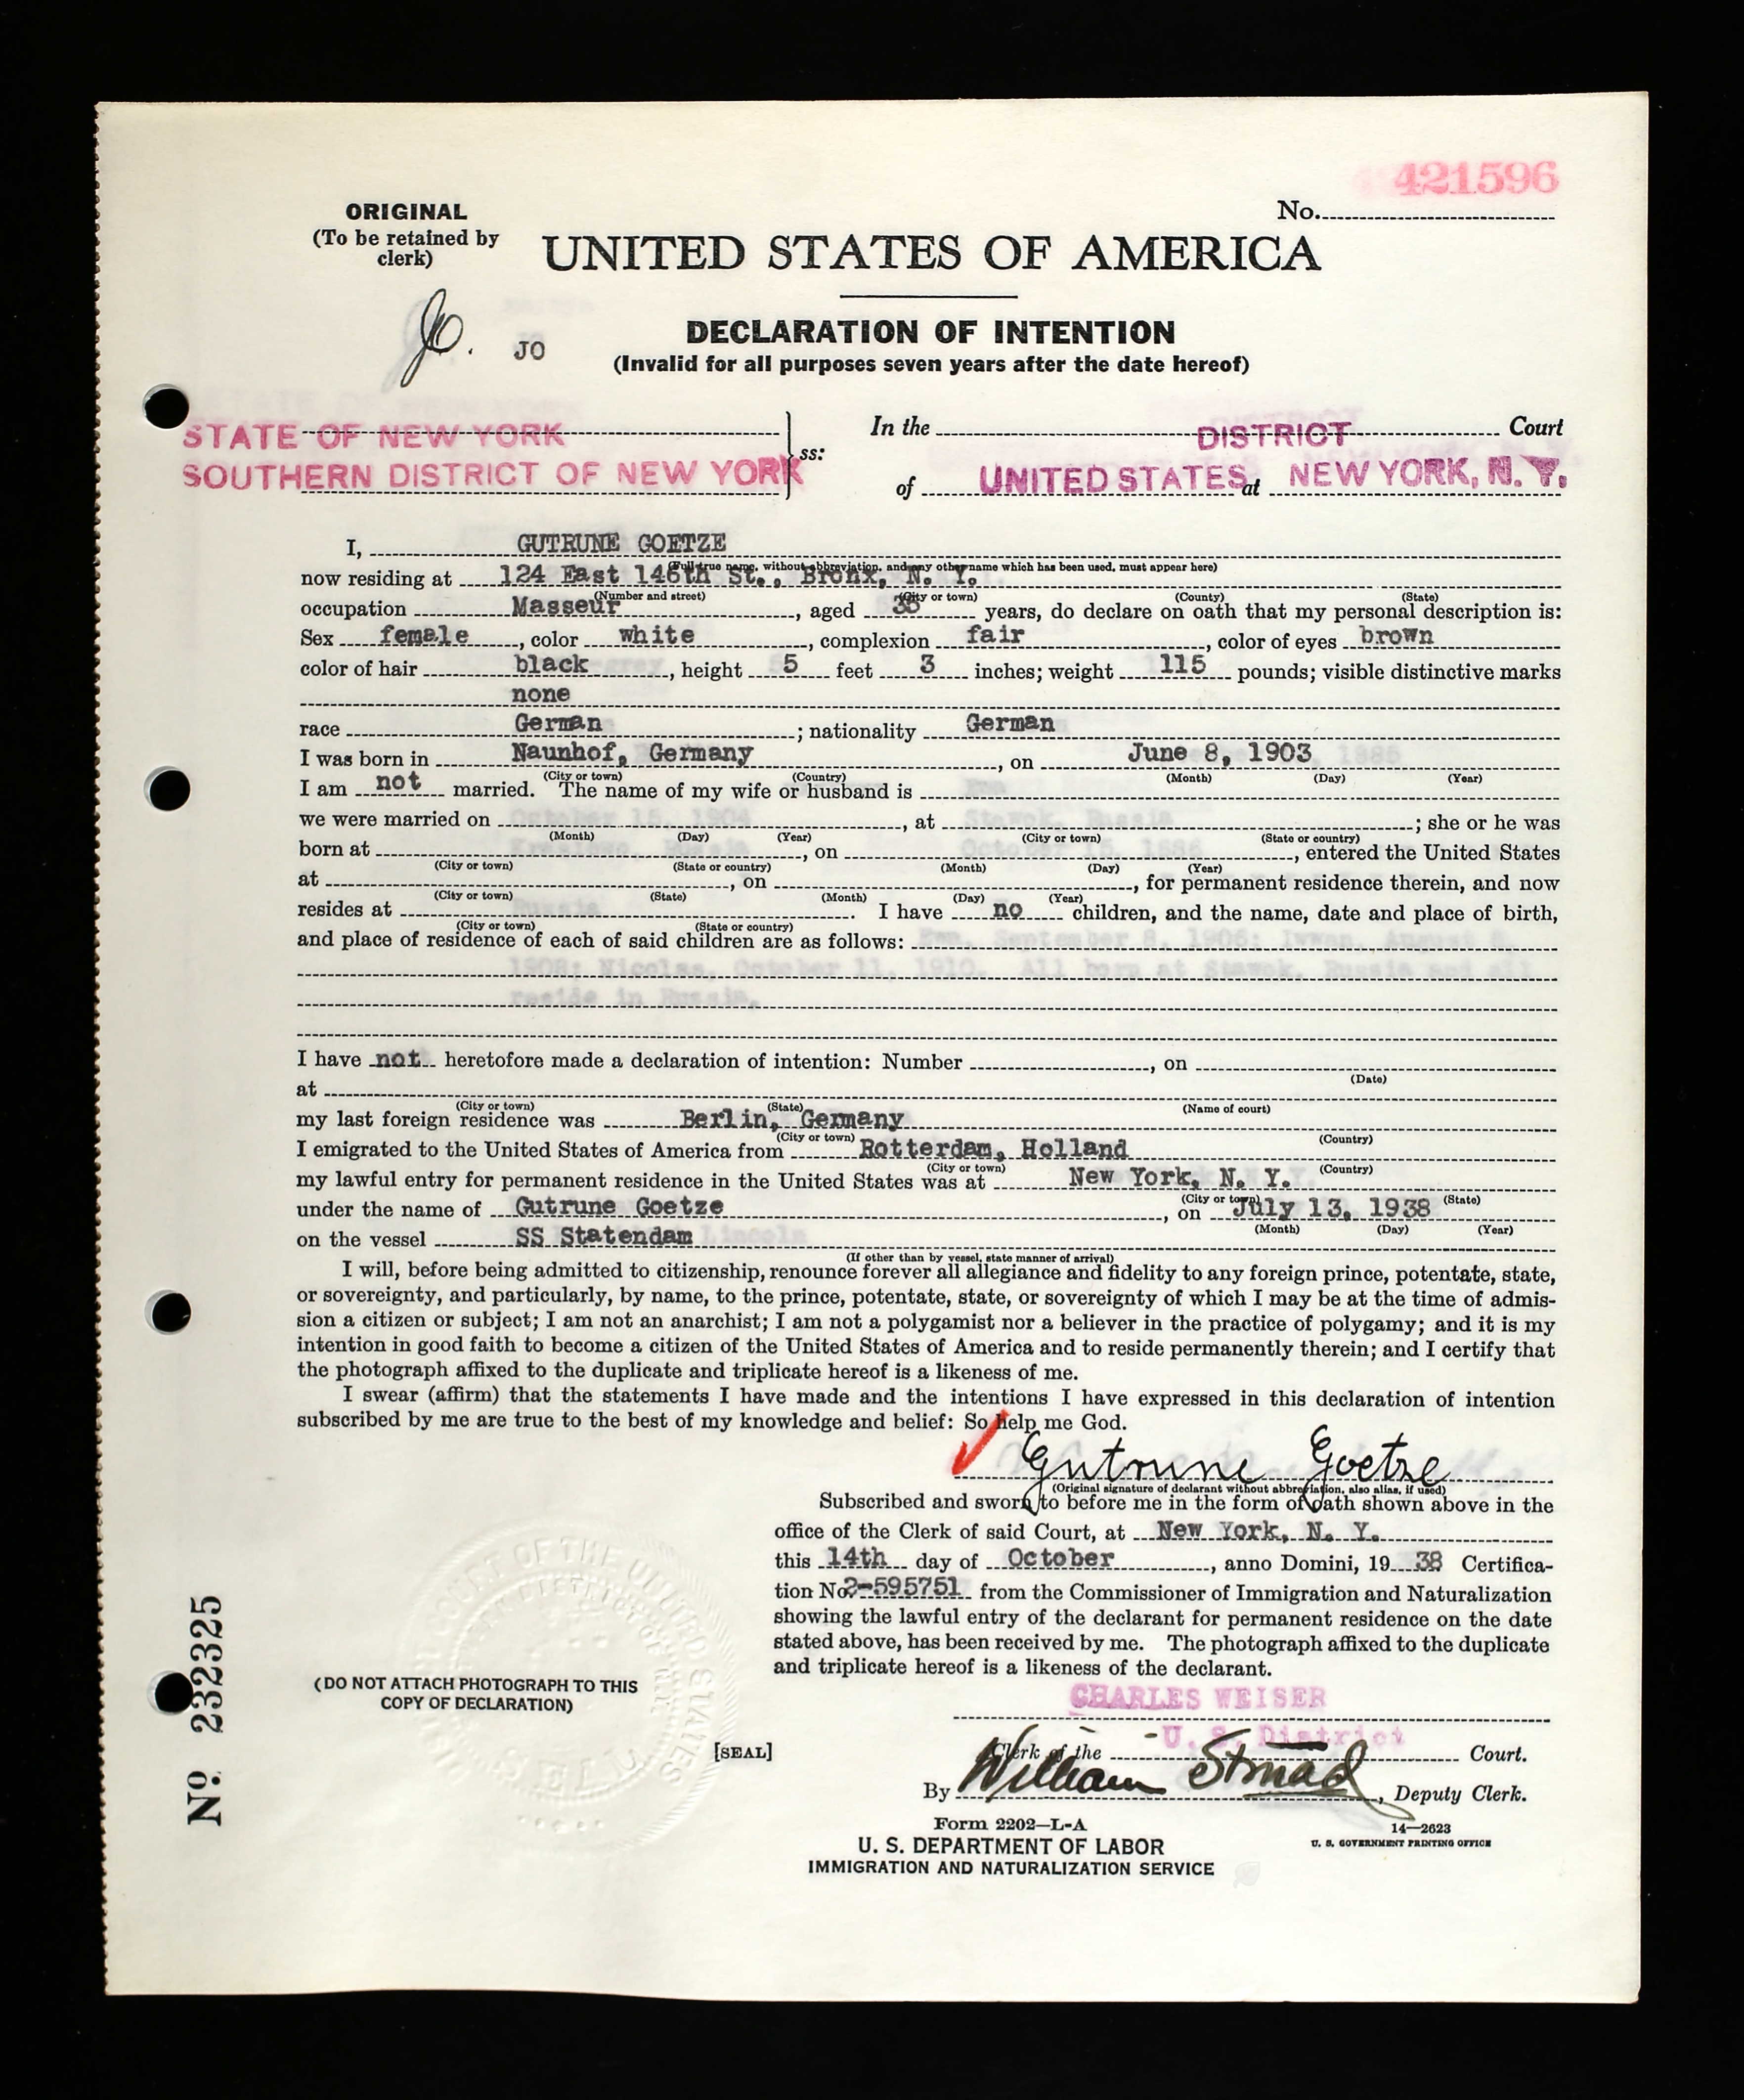 421596
ORIGINAL
(To be retained by
clerk)
No.
UNITED STATES OF AMERICA
JO. JO
DECLARATION OF INTENTION
(Invalid for all purposes seven years after the date hereof)
STATE OF NEW YORK
SOUTHERN DISTRICT OF NEW YORK
ss:
In the DISTRICT Court
of UNITED STATES at NEW YORK, N. Y.
I, GUTRUNE GOETZE
(Full true name, without abbreviation, and any other name which has been used, must appear here)
now residing at 124 East 146th St., Bronx, N. Y.
(Number and street) (City or town) (County) (State)
occupation Masseur, aged 35 years, do declare on oath that my personal description is:
Sex female, color white, complexion fair, color of eyes brown
color of hair black, height 5 feet 3 inches; weight 115 pounds; visible distinctive marks
none
race German; nationality German
I was born in Naunhof, Germany, on June 8, 1903
(City or town) (Country) (Month) (Day) (Year)
I am not married. The name of my wife or husband is
we were married on, at; she or he was
(Month) (Day) (Year) (City or town) (State or country)
born at, on, entered the United States
(City or town) (State or country) (Month) (Day) (Year)
at, on, for permanent residence therein, and now
(City or town) (State) (Month) (Day) (Year)
resides at. I have no children, and the name, date and place of birth,
(City or town) (State or country)
and place of residence of each of said children are as follows:
I have not heretofore made a declaration of intention: Number, on
(Date)
at
(City or town) (State) (Name of court)
my last foreign residence was Berlin, Germany
(City or town) (Country)
I emigrated to the United States of America from Rotterdam, Holland
(City or town) (Country)
my lawful entry for permanent residence in the United States was at New York, N. Y.
(City or town) (State)
under the name of Gutrune Goetze, on July 13, 1938
(Month) (Day) (Year)
on the vessel SS Statendam
(If other than by vessel, state manner of arrival)
I will, before being admitted to citizenship, renounce forever all allegiance and fidelity to any foreign prince, potentate, state,
or sovereignty, and particularly, by name, to the prince, potentate, state, or sovereignty of which I may be at the time of admis-
sion a citizen or subject; I am not an anarchist; I am not a polygamist nor a believer in the practice of polygamy; and it is my
intention in good faith to become a citizen of the United States of America and to reside permanently therein; and I certify that
the photograph affixed to the duplicate and triplicate hereof is a likeness of me.
I swear (affirm) that the statements I have made and the intentions I have expressed in this declaration of intention
subscribed by me are true to the best of my knowledge and belief: So help me God.
Gutrune Goetze
(Original signature of declarant without abbreviation, also alias, if used)
Subscribed and sworn to before me in the form of oath shown above in the
office of the Clerk of said Court, at New York, N. Y.
this 14th day of October, anno Domini, 1938 Certifica-
tion No 2-595751 from the Commissioner of Immigration and Naturalization
showing the lawful entry of the declarant for permanent residence on the date
stated above, has been received by me. The photograph affixed to the duplicate
and triplicate hereof is a likeness of the declarant.
(DO NOT ATTACH PHOTOGRAPH TO THIS
COPY OF DECLARATION)
No. 232325
[SEAL]
CHARLES WEISER
Clerk of the U. S. District Court.
By William Strnad, Deputy Clerk.
Form 2202—L-A
U. S. DEPARTMENT OF LABOR
IMMIGRATION AND NATURALIZATION SERVICE
14—2623
U. S. GOVERNMENT PRINTING OFFICE